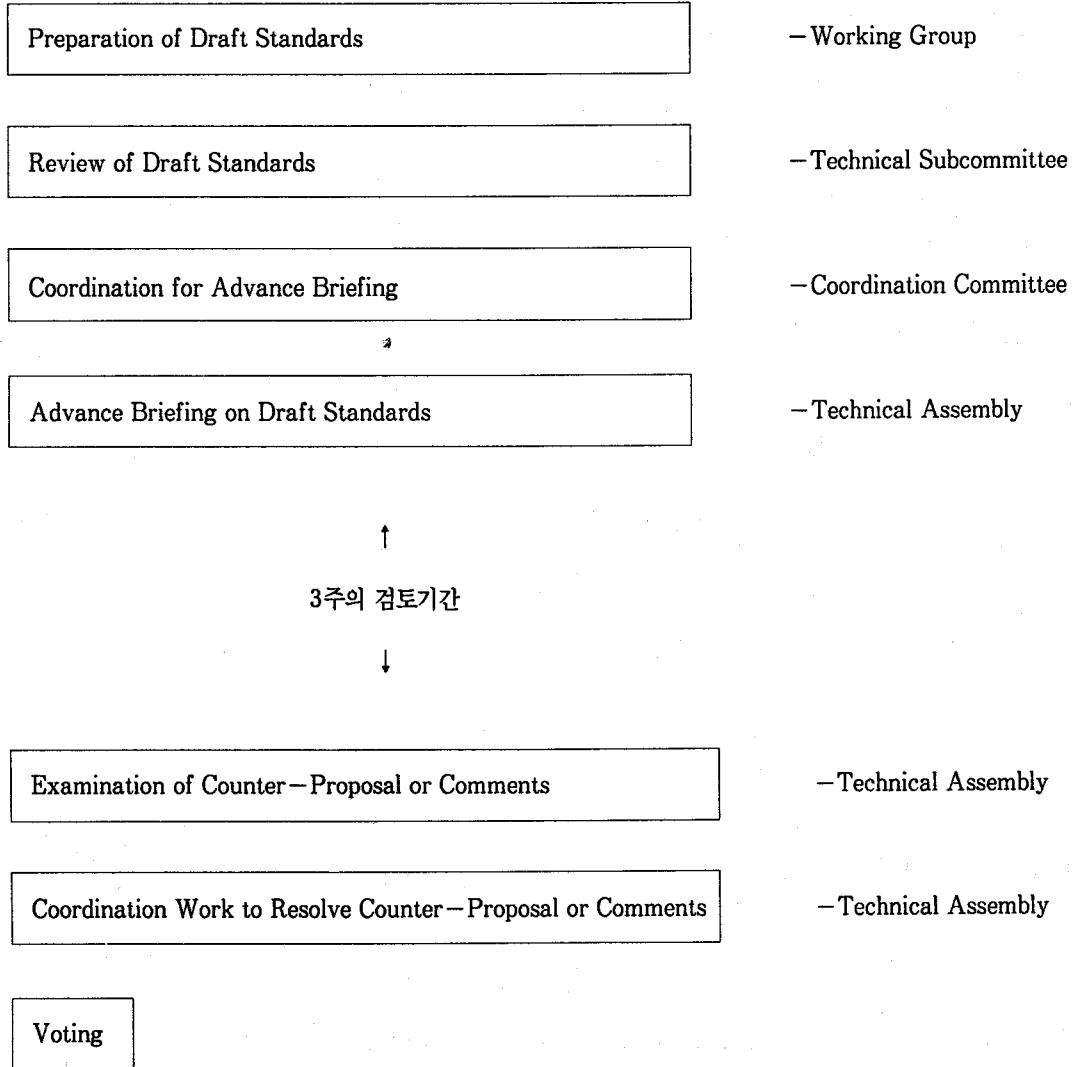 Preparation of Draft Standards —Working Group
Review of Draft Standards —Technical Subcommittee
Coordination for Advance Briefing —Coordination Committee
Advance Briefing on Draft Standards —Technical Assembly
↑
3주의 검토기간
↓
Examination of Counter—Proposal or Comments —Technical Assembly
Coordination Work to Resolve Counter—Proposal or Comments —Technical Assembly
Voting